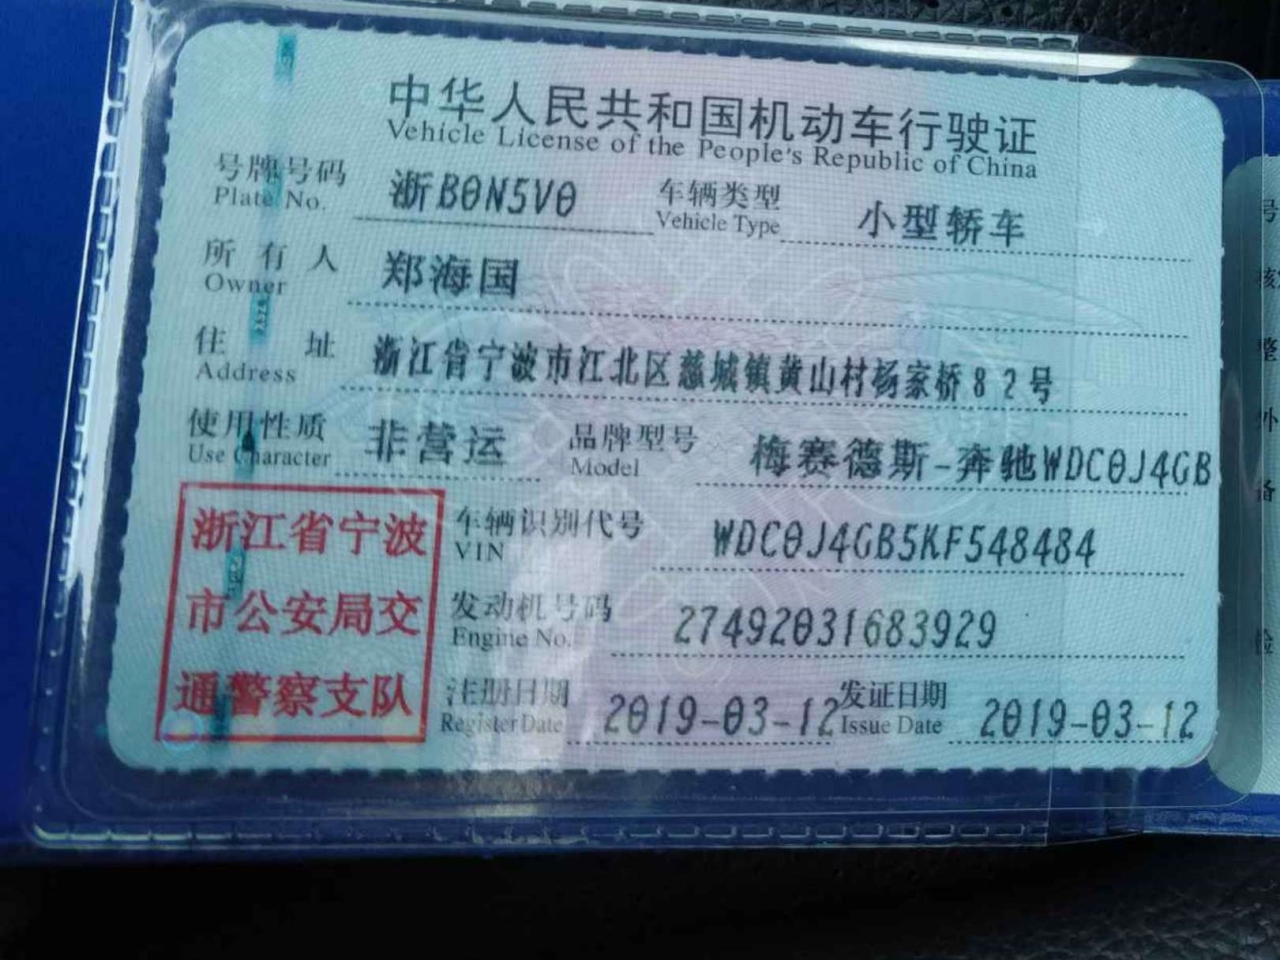 中华人民共和国机动车行驶证
Vehicle License of the People's Republic of China
号牌号码 浙B0N5V0 车辆类型 小型轿车
Plate No. Vehicle Type
所有人 郑海国
Owner
住址 浙江省宁波市江北区慈城镇黄山村杨家桥82号
Address
使用性质 非营运 品牌型号 梅赛德斯-奔驰WDC0J4GB
Use Character Model
浙江省宁波
市公安局交
通警察支队
车辆识别代号 WDC0J4GB5KF548484
VIN
发动机号码 27492031683929
Engine No.
注册日期 2019-03-12 发证日期 2019-03-12
Register Date Issue Date
号
核
整
外
备
检